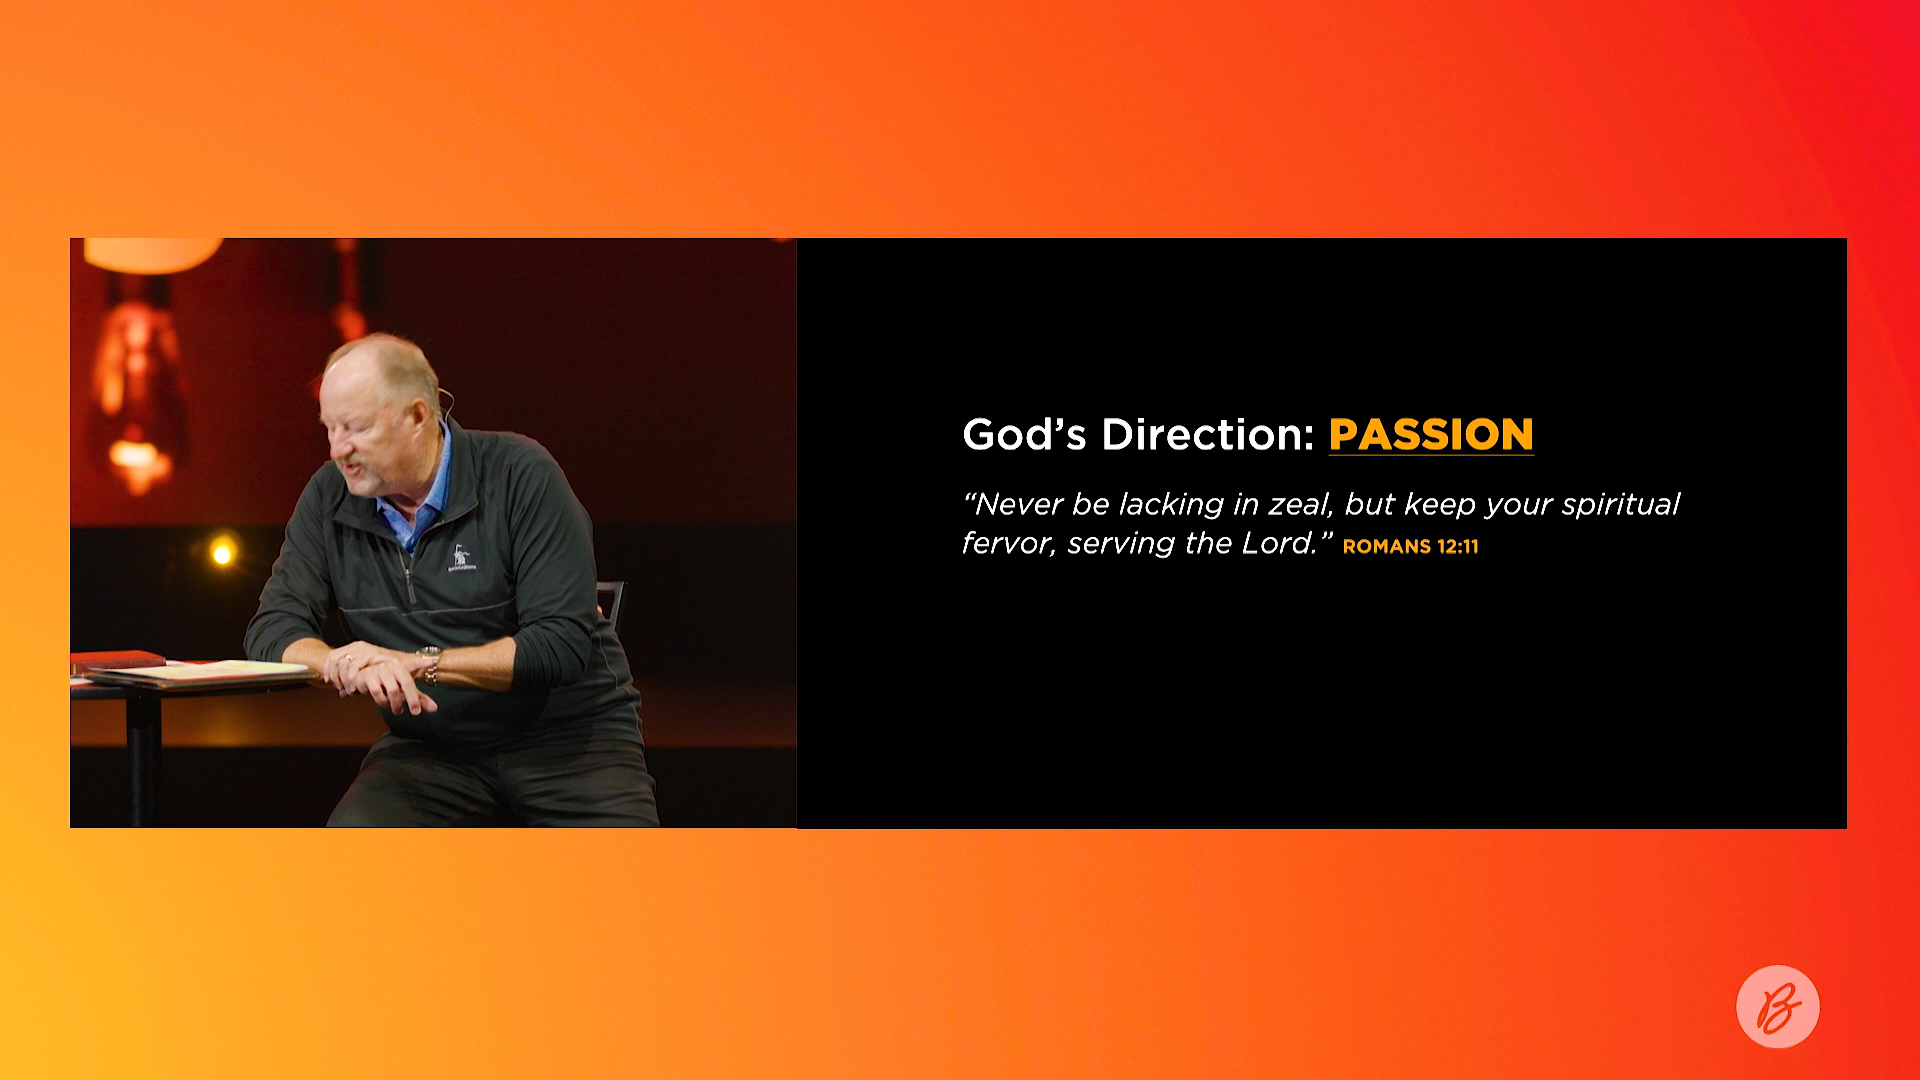 God’s Direction: PASSION
“Never be lacking in zeal, but keep your spiritual
fervor, serving the Lord.” ROMANS 12:11
B